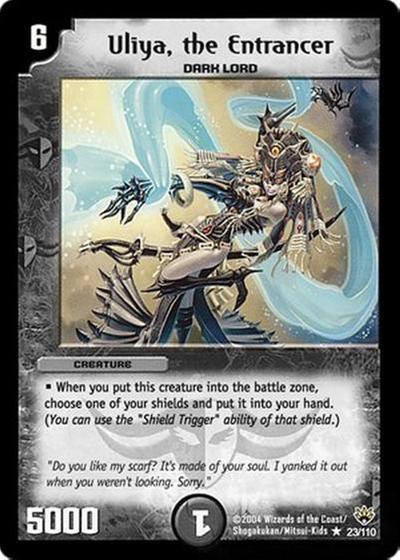 6
Uliya, the Entrancer
DARK LORD
CREATURE
▪ When you put this creature into the battle zone,
choose one of your shields and put it into your hand.
(You can use the "Shield Trigger" ability of that shield.)
"Do you like my scarf? It's made of your soul. I yanked it out
when you weren't looking. Sorry."
5000
1
©2004 Wizards of the Coast/
Shogakukan/Mitsui-Kids ★ 23/110